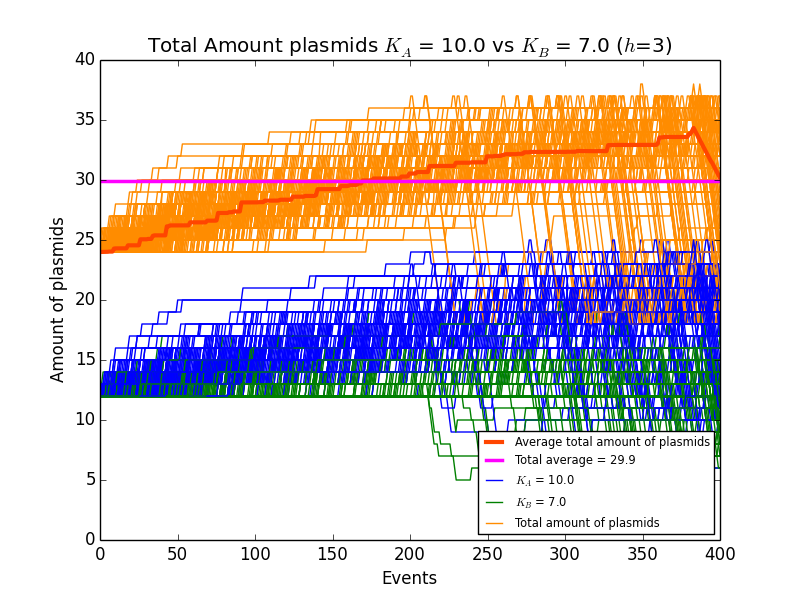 Total Amount plasmids K_A = 10.0 vs K_B = 7.0 (h=3)
40
35
30
25
20
15
10
5
0
Amount of plasmids
Average total amount of plasmids
Total average = 29.9
K_A = 10.0
K_B = 7.0
Total amount of plasmids
0 50 100 150 200 250 300 350 400
Events